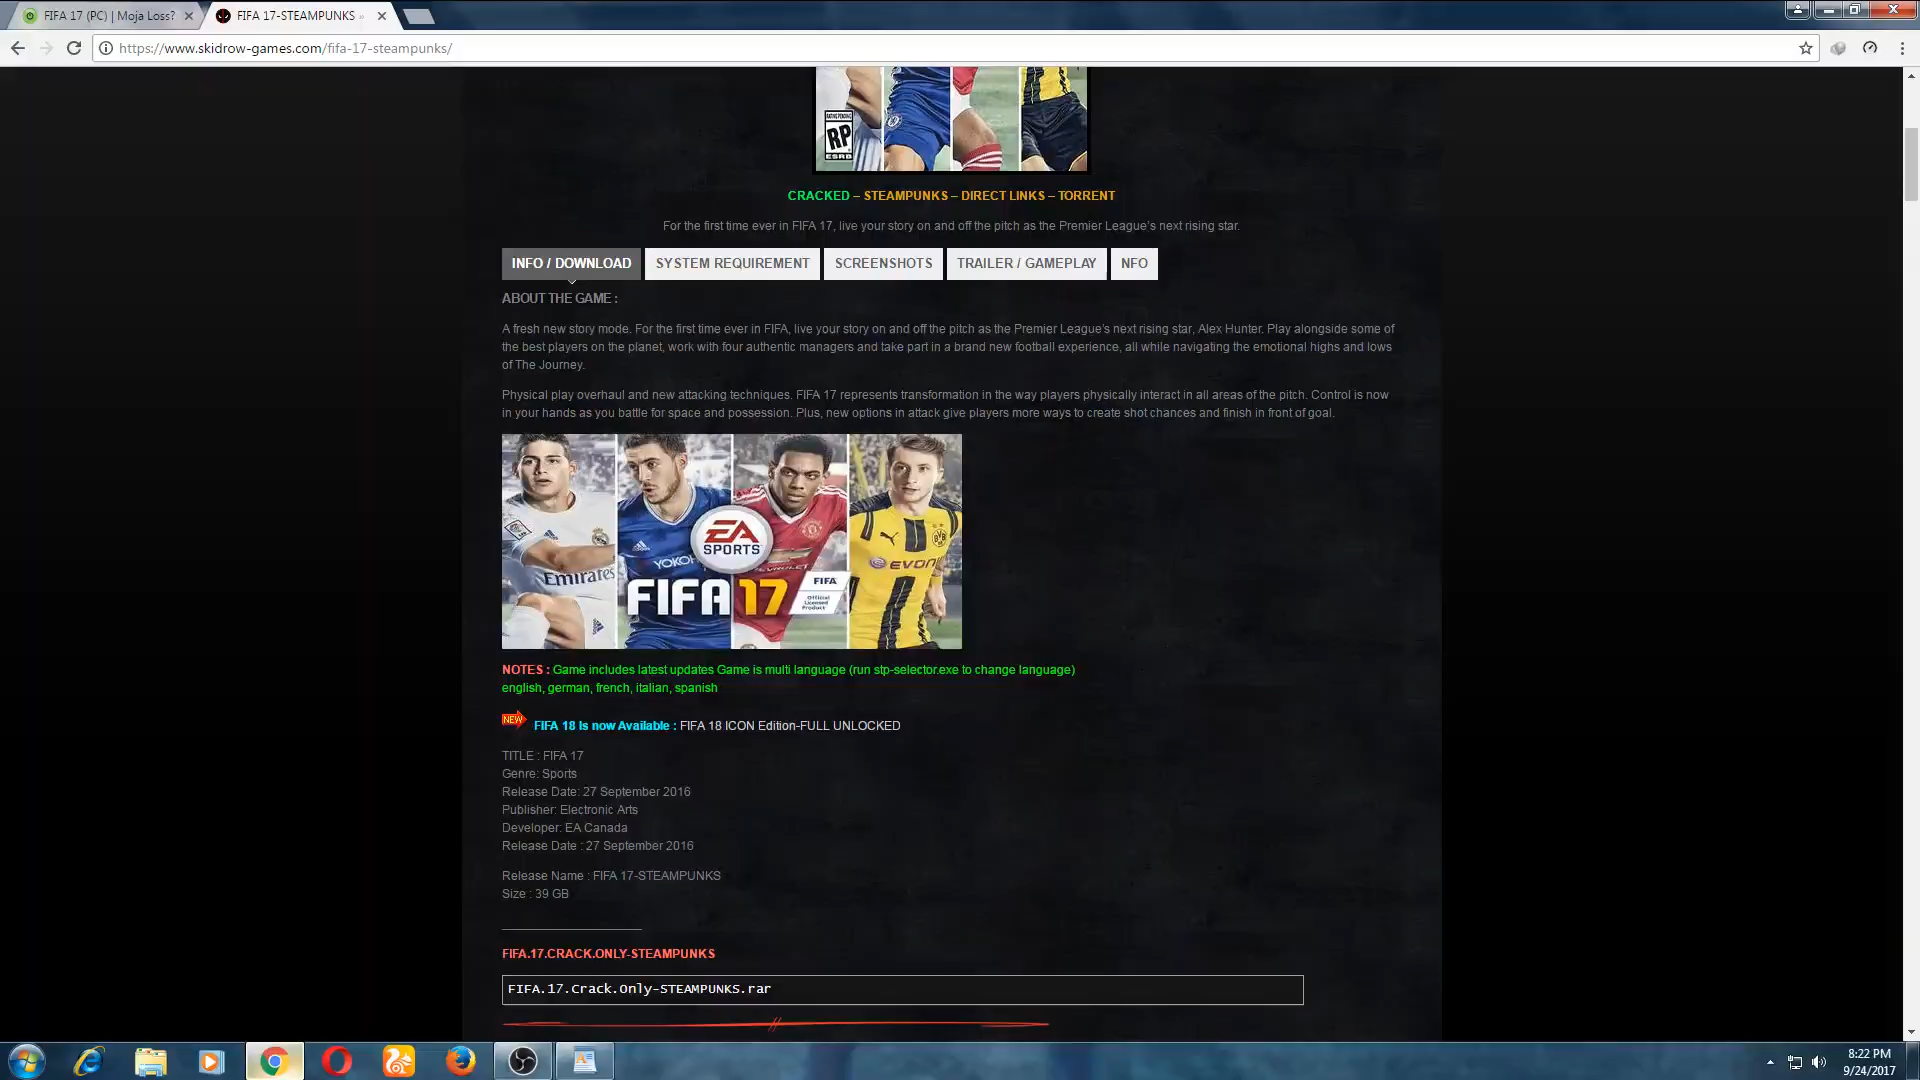 FIFA 17 (PC) | Moja Loss?
FIFA 17-STEAMPUNKS »
https://www.skidrow-games.com/fifa-17-steampunks/
RATING PENDING
RP
ESRB
CRACKED – STEAMPUNKS – DIRECT LINKS – TORRENT
For the first time ever in FIFA 17, live your story on and off the pitch as the Premier League's next rising star.
INFO / DOWNLOAD
SYSTEM REQUIREMENT
SCREENSHOTS
TRAILER / GAMEPLAY
NFO
ABOUT THE GAME :
A fresh new story mode. For the first time ever in FIFA, live your story on and off the pitch as the Premier League's next rising star, Alex Hunter. Play alongside some of
the best players on the planet, work with four authentic managers and take part in a brand new football experience, all while navigating the emotional highs and lows
of The Journey.
Physical play overhaul and new attacking techniques. FIFA 17 represents transformation in the way players physically interact in all areas of the pitch. Control is now
in your hands as you battle for space and possession. Plus, new options in attack give players more ways to create shot chances and finish in front of goal.
Emirates
YOKO
CHEVROLET
EVON
EA
SPORTS
FIFA 17
FIFA
Official
Licensed
Product
NOTES : Game includes latest updates Game is multi language (run stp-selector.exe to change language)
english, german, french, italian, spanish
NEW
FIFA 18 Is now Available : FIFA 18 ICON Edition-FULL UNLOCKED
TITLE : FIFA 17
Genre: Sports
Release Date: 27 September 2016
Publisher: Electronic Arts
Developer: EA Canada
Release Date : 27 September 2016
Release Name : FIFA 17-STEAMPUNKS
Size : 39 GB
FIFA.17.CRACK.ONLY-STEAMPUNKS
FIFA.17.Crack.Only-STEAMPUNKS.rar
8:22 PM
9/24/2017